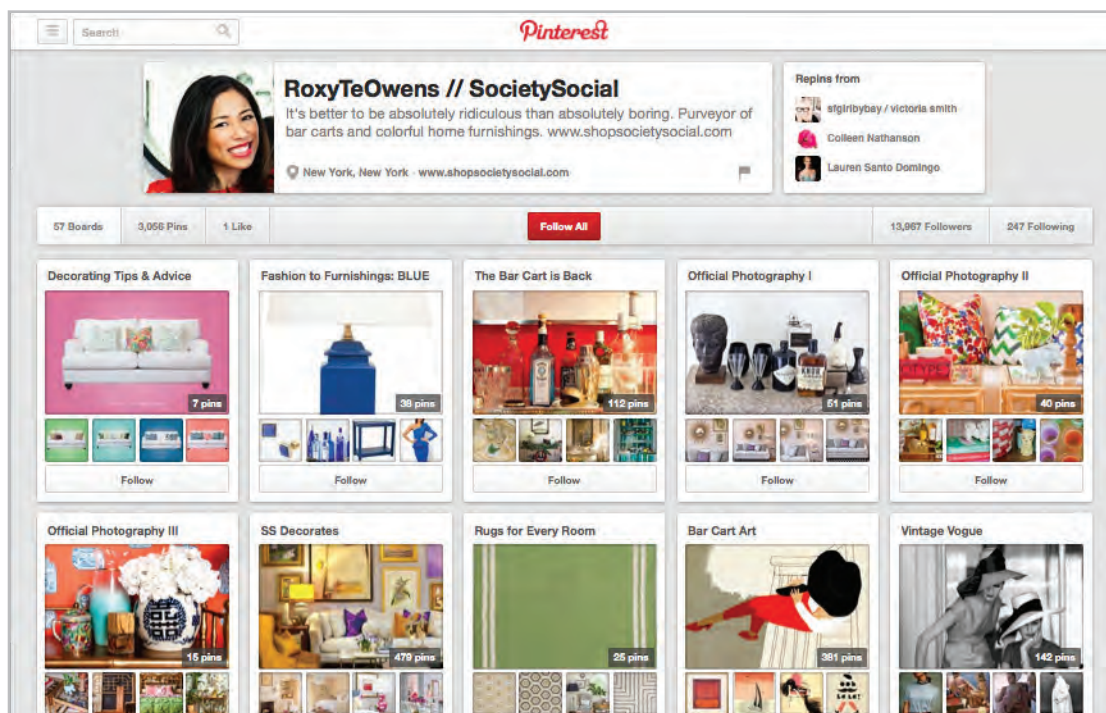 Search!
Pinterest
RoxyTeOwens // SocietySocial
It's better to be absolutely ridiculous than absolutely boring. Purveyor of
bar carts and colorful home furnishings. www.shopsocietysocial.com
New York, New York · www.shopsocietysocial.com
Repins from
sfgirlbybay / victoria smith
Colleen Nathanson
Lauren Santo Domingo
57 Boards 3,056 Pins 1 Like Follow All 13,967 Followers 247 Following
Decorating Tips & Advice
7 pins
Follow
Fashion to Furnishings: BLUE
38 pins
Follow
The Bar Cart is Back
112 pins
Follow
Official Photography I
51 pins
Follow
Official Photography II
40 pins
Follow
Official Photography III
15 pins
SS Decorates
479 pins
Rugs for Every Room
25 pins
Bar Cart Art
381 pins
Vintage Vogue
142 pins